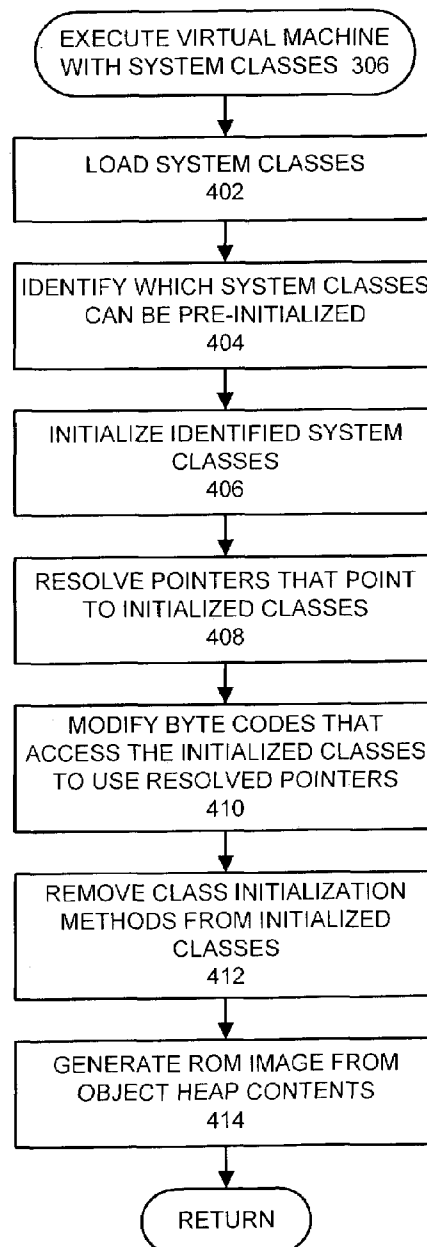 EXECUTE VIRTUAL MACHINE
WITH SYSTEM CLASSES 306
LOAD SYSTEM CLASSES
402
IDENTIFY WHICH SYSTEM CLASSES
CAN BE PRE-INITIALIZED
404
INITIALIZE IDENTIFIED SYSTEM
CLASSES
406
RESOLVE POINTERS THAT POINT
TO INITIALIZED CLASSES
408
MODIFY BYTE CODES THAT
ACCESS THE INITIALIZED CLASSES
TO USE RESOLVED POINTERS
410
REMOVE CLASS INITIALIZATION
METHODS FROM INITIALIZED
CLASSES
412
GENERATE ROM IMAGE FROM
OBJECT HEAP CONTENTS
414
RETURN